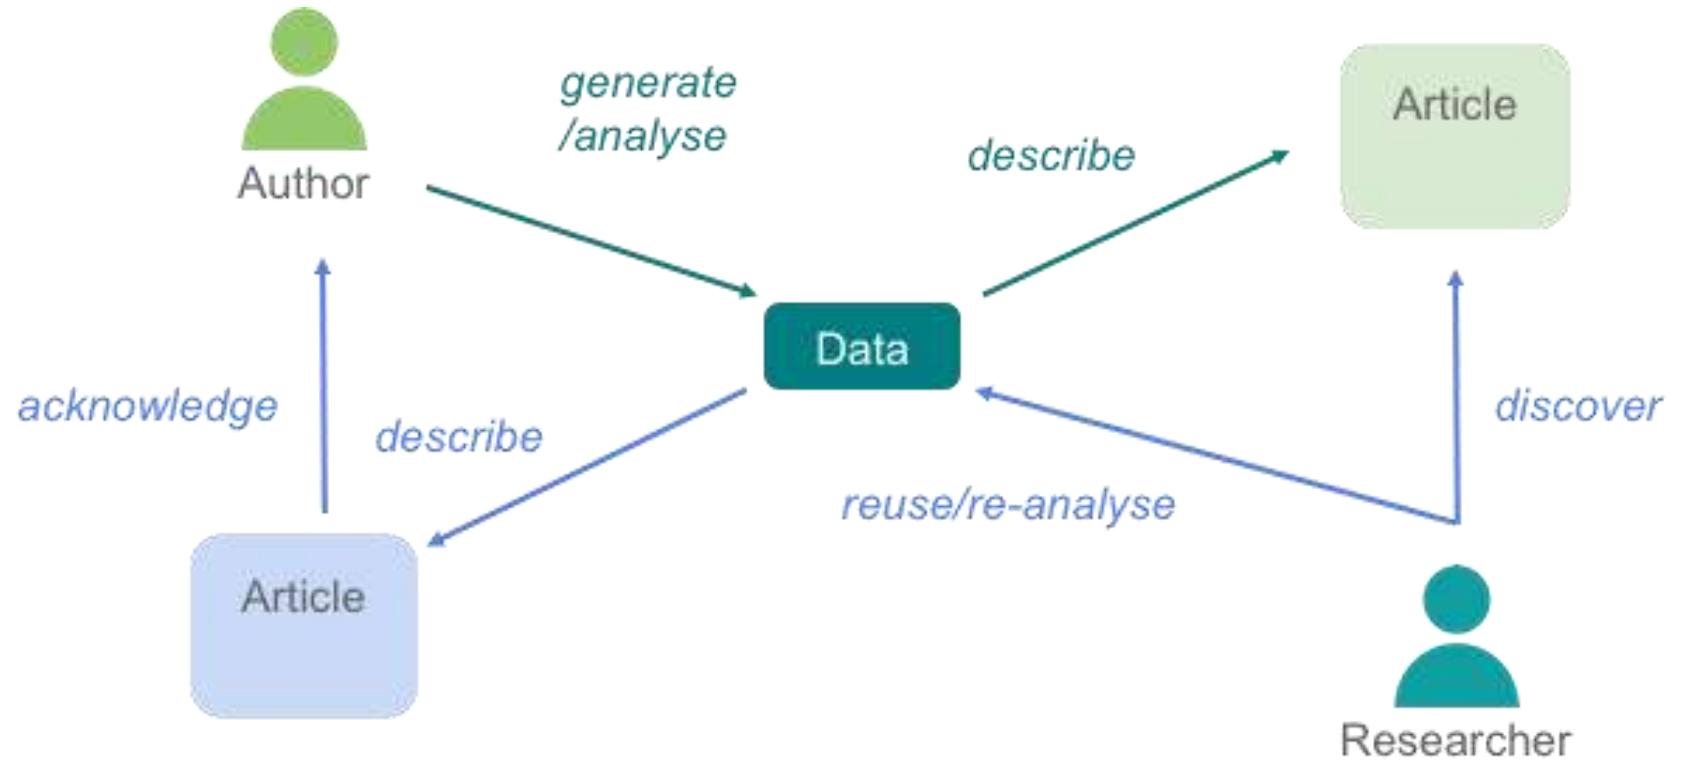 generate
/analyse
Article
describe
Author
Data
acknowledge
discover
describe
reuse/re-analyse
Article
Researcher